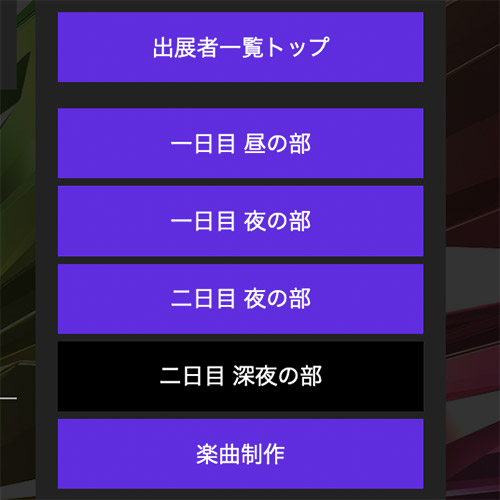 出展者一覧トップ
一日目 昼の部
一日目 夜の部
二日目 夜の部
二日目 深夜の部
楽曲制作